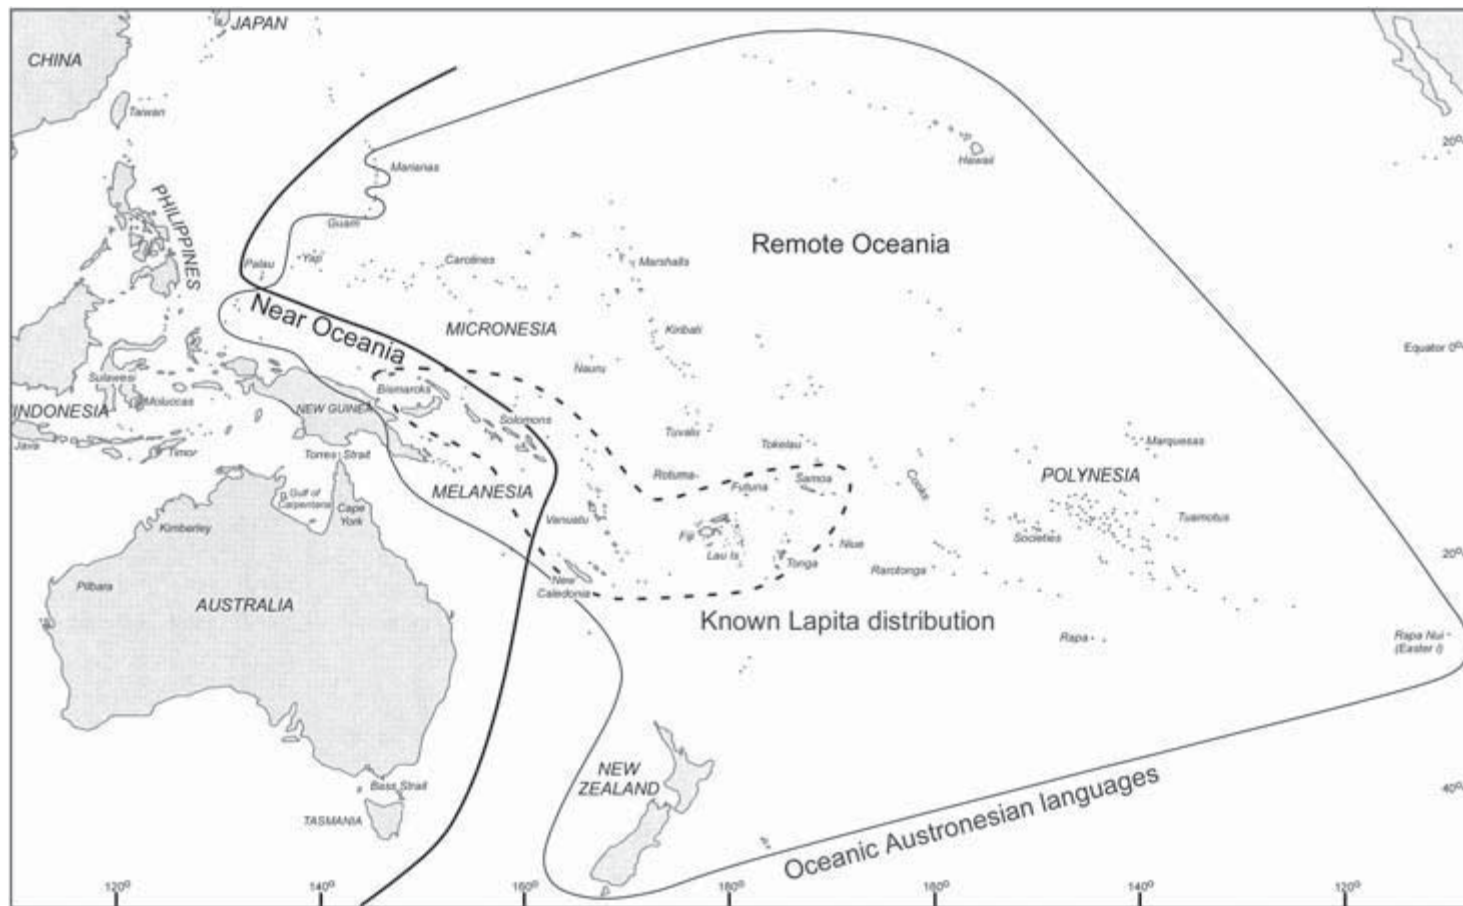 JAPAN
CHINA
Taiwan
20°
Hawaii
Marianas
PHILIPPINES
Guam
Remote Oceania
Palau
Yap
Carolines
Marshalls
Near Oceania
MICRONESIA
Kiribati
Equator 0°
Nauru
Sulawesi
Bismarcks
Moluccas
INDONESIA
NEW GUINEA
Solomons
Java
Timor
Torres Strait
Tuvalu
Tokelau
Marquesas
Rotuma
MELANESIA
Futuna
Samoa
Cooks
POLYNESIA
Gulf of
Carpentaria
Cape
York
Kimberley
Vanuatu
Fiji
Lau Is
Niue
Tonga
Societies
Tuamotus
Pilbara
New
Caledonia
Rarotonga
20°
AUSTRALIA
Known Lapita distribution
Rapa
Rapa Nui
(Easter I)
NEW
ZEALAND
Bass Strait
TASMANIA
40°
Oceanic Austronesian languages
120°
140°
160°
180°
160°
140°
120°